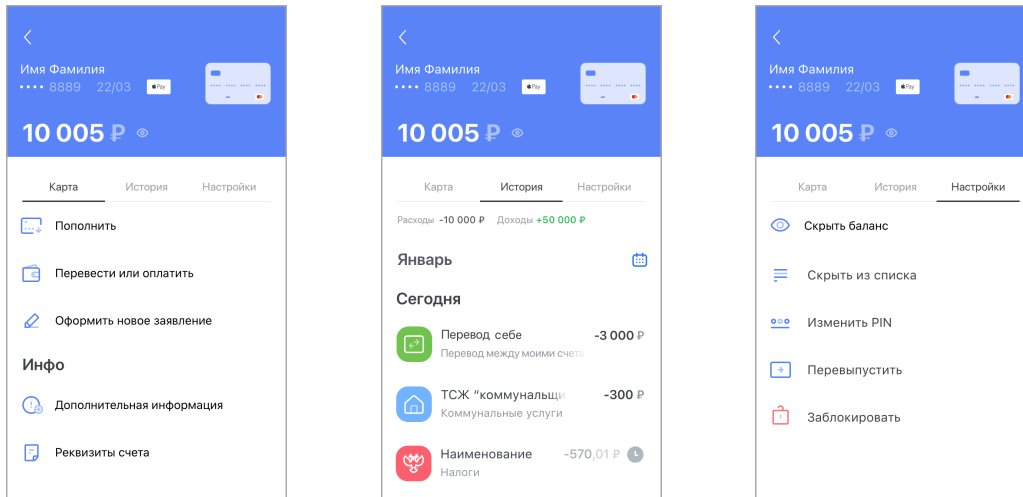 Имя Фамилия
•••• 8889 22/03 Pay
10 005 ₽
Карта История Настройки
Пополнить
Перевести или оплатить
Оформить новое заявление
Инфо
Дополнительная информация
Реквизиты счета
Имя Фамилия
•••• 8889 22/03 Pay
10 005 ₽
Карта История Настройки
Расходы -10 000 ₽ Доходы +50 000 ₽
Январь
Сегодня
Перевод себе -3 000 ₽
Перевод между моими счета
ТСЖ “коммунальщи -300 ₽
Коммунальные услуги
Наименование -570,01 ₽
Налоги
Имя Фамилия
•••• 8889 22/03 Pay
10 005 ₽
Карта История Настройки
Скрыть баланс
Скрыть из списка
Изменить PIN
Перевыпустить
Заблокировать